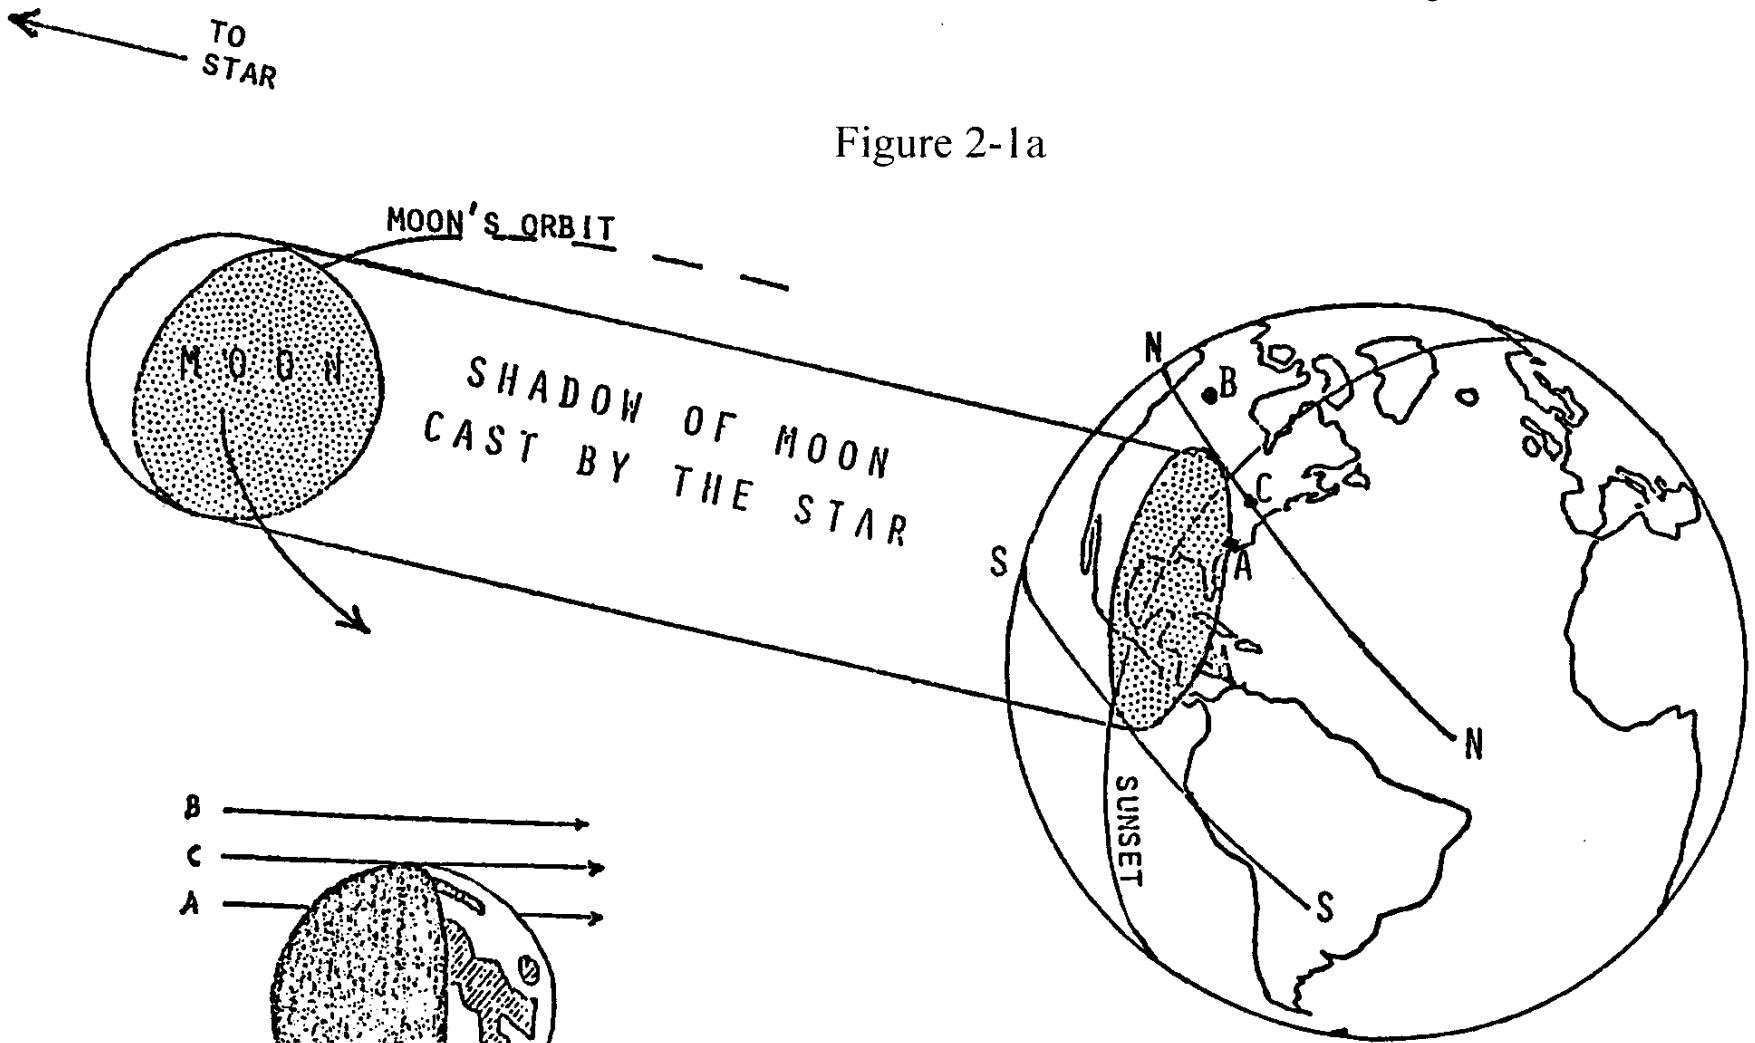 TO
STAR
Figure 2-1a
MOON'S ORBIT
MOON
SHADOW OF MOON
CAST BY THE STAR
N
B
C
S
A
N
SUNSET
S
B
C
A